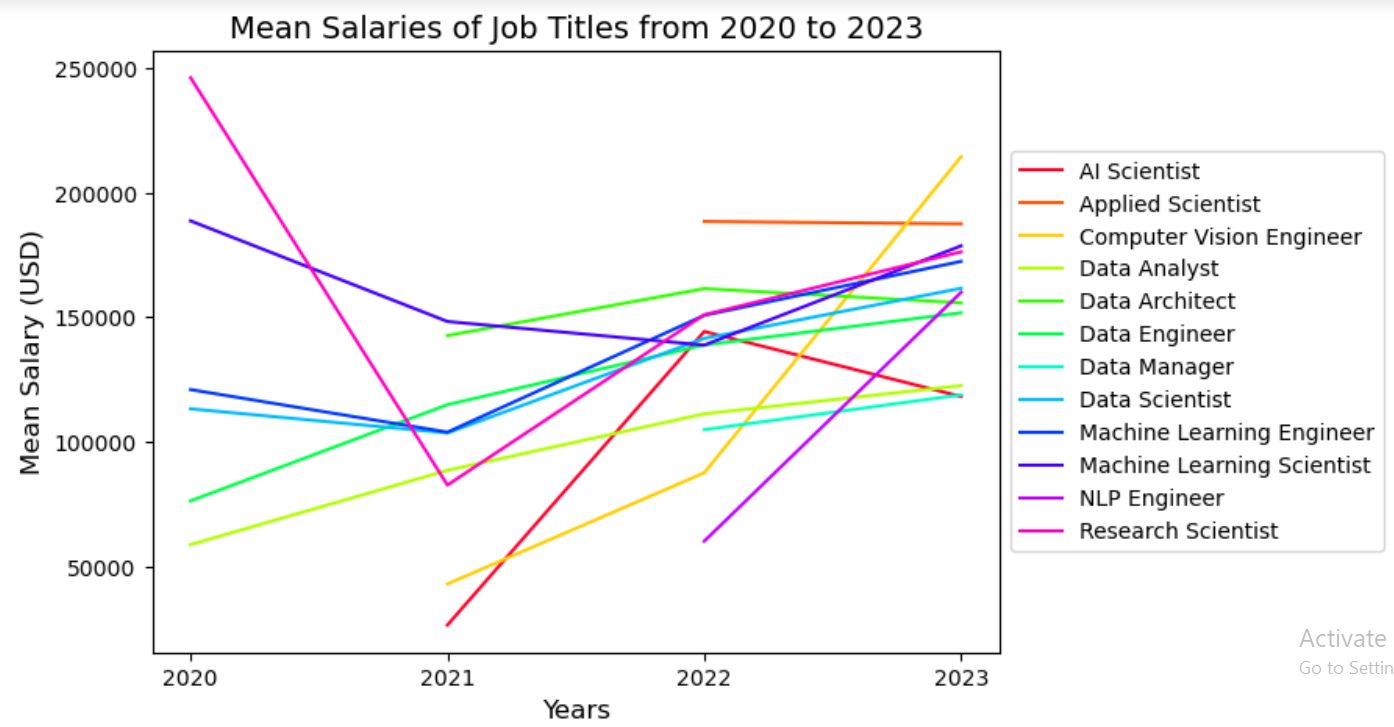 Mean Salaries of Job Titles from 2020 to 2023
Mean Salary (USD)
250000
200000
150000
100000
50000
2020 2021 2022 2023
Years
AI Scientist
Applied Scientist
Computer Vision Engineer
Data Analyst
Data Architect
Data Engineer
Data Manager
Data Scientist
Machine Learning Engineer
Machine Learning Scientist
NLP Engineer
Research Scientist
Activate
Go to Settin